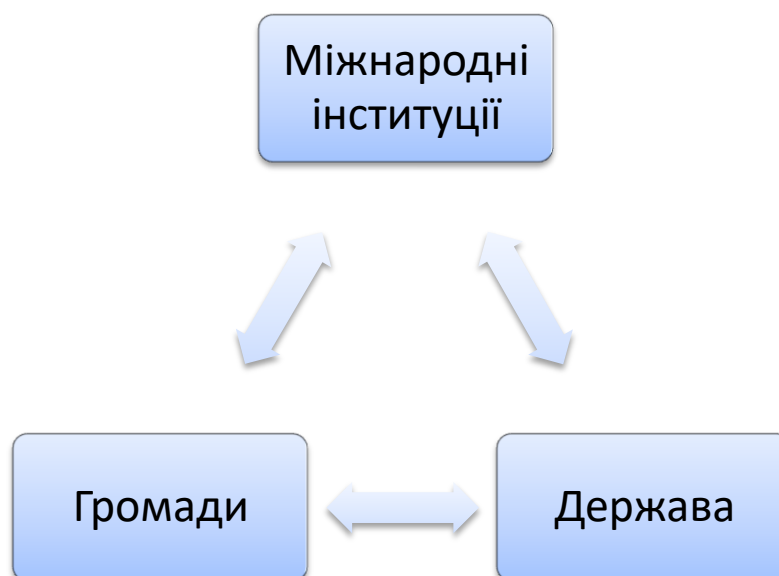 Міжнародні
інституції
Громади
Держава